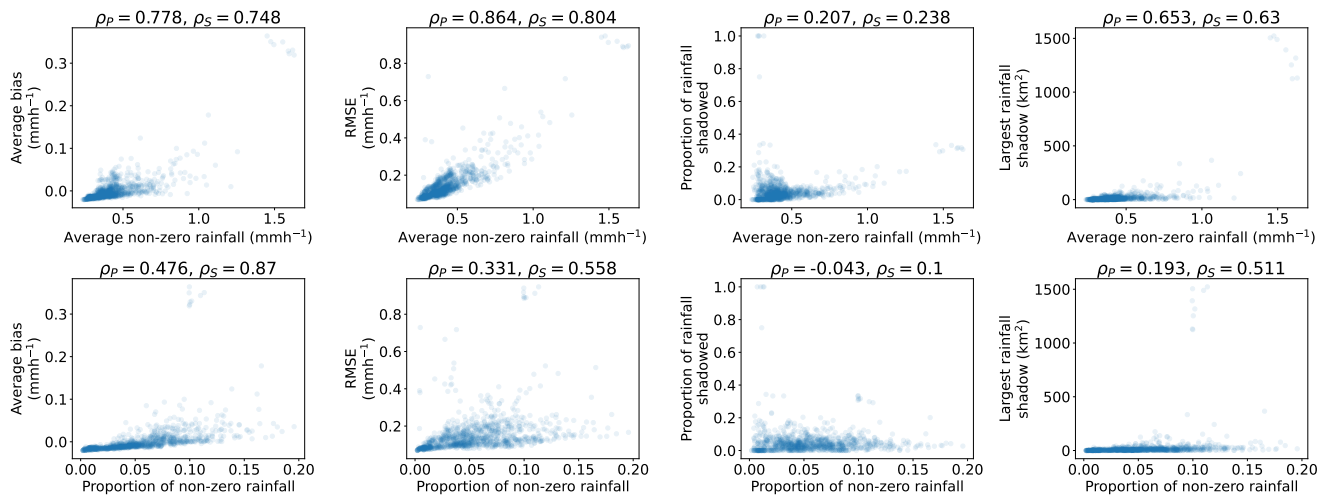 ρP = 0.778, ρS = 0.748
Average bias
(mmh⁻¹)
0.3
0.2
0.1
0.0
0.5 1.0 1.5
Average non-zero rainfall (mmh⁻¹)
ρP = 0.864, ρS = 0.804
RMSE
(mmh⁻¹)
0.8
0.6
0.4
0.2
0.5 1.0 1.5
Average non-zero rainfall (mmh⁻¹)
ρP = 0.207, ρS = 0.238
Proportion of rainfall
shadowed
1.0
0.8
0.6
0.4
0.2
0.0
0.5 1.0 1.5
Average non-zero rainfall (mmh⁻¹)
ρP = 0.653, ρS = 0.63
Largest rainfall
shadow (km²)
1500
1000
500
0
0.5 1.0 1.5
Average non-zero rainfall (mmh⁻¹)
ρP = 0.476, ρS = 0.87
Average bias
(mmh⁻¹)
0.3
0.2
0.1
0.0
0.00 0.05 0.10 0.15 0.20
Proportion of non-zero rainfall
ρP = 0.331, ρS = 0.558
RMSE
(mmh⁻¹)
0.8
0.6
0.4
0.2
0.00 0.05 0.10 0.15 0.20
Proportion of non-zero rainfall
ρP = -0.043, ρS = 0.1
Proportion of rainfall
shadowed
1.0
0.8
0.6
0.4
0.2
0.0
0.00 0.05 0.10 0.15 0.20
Proportion of non-zero rainfall
ρP = 0.193, ρS = 0.511
Largest rainfall
shadow (km²)
1500
1000
500
0
0.00 0.05 0.10 0.15 0.20
Proportion of non-zero rainfall